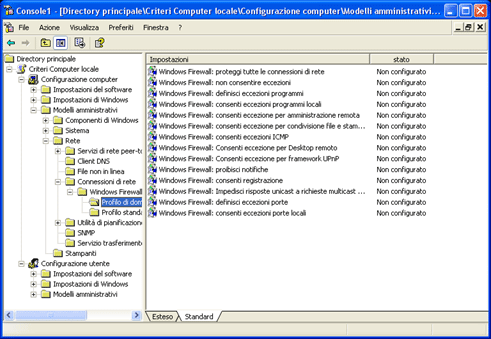 Console1 - [Directory principale\Criteri Computer locale\Configurazione computer\Modelli amministrativi...
File Azione Visualizza Preferiti Finestra ?
Directory principale
Criteri Computer locale
Configurazione computer
Impostazioni del software
Impostazioni di Windows
Modelli amministrativi
Componenti di Windows
Sistema
Rete
Servizi di rete peer-to
Client DNS
File non in linea
Connessioni di rete
Windows Firewall
Profilo di dom
Profilo standa
Utilità di pianificazione
SNMP
Servizio trasferimento
Stampanti
Configurazione utente
Impostazioni del software
Impostazioni di Windows
Modelli amministrativi
Impostazioni stato
Windows Firewall: proteggi tutte le connessioni di rete Non configurato
Windows Firewall: non consentire eccezioni Non configurato
Windows Firewall: definisci eccezioni programmi Non configurato
Windows Firewall: consenti eccezioni programmi locali Non configurato
Windows Firewall: consenti eccezione per amministrazione remota Non configurato
Windows Firewall: consenti eccezione per condivisione file e stam... Non configurato
Windows Firewall: consenti eccezioni ICMP Non configurato
Windows Firewall: Consenti eccezione per Desktop remoto Non configurato
Windows Firewall: Consenti eccezione per framework UPnP Non configurato
Windows Firewall: proibisci notifiche Non configurato
Windows Firewall: consenti registrazione Non configurato
Windows Firewall: Impedisci risposte unicast a richieste multicast ... Non configurato
Windows Firewall: definisci eccezioni porte Non configurato
Windows Firewall: consenti eccezioni porte locali Non configurato
Esteso Standard